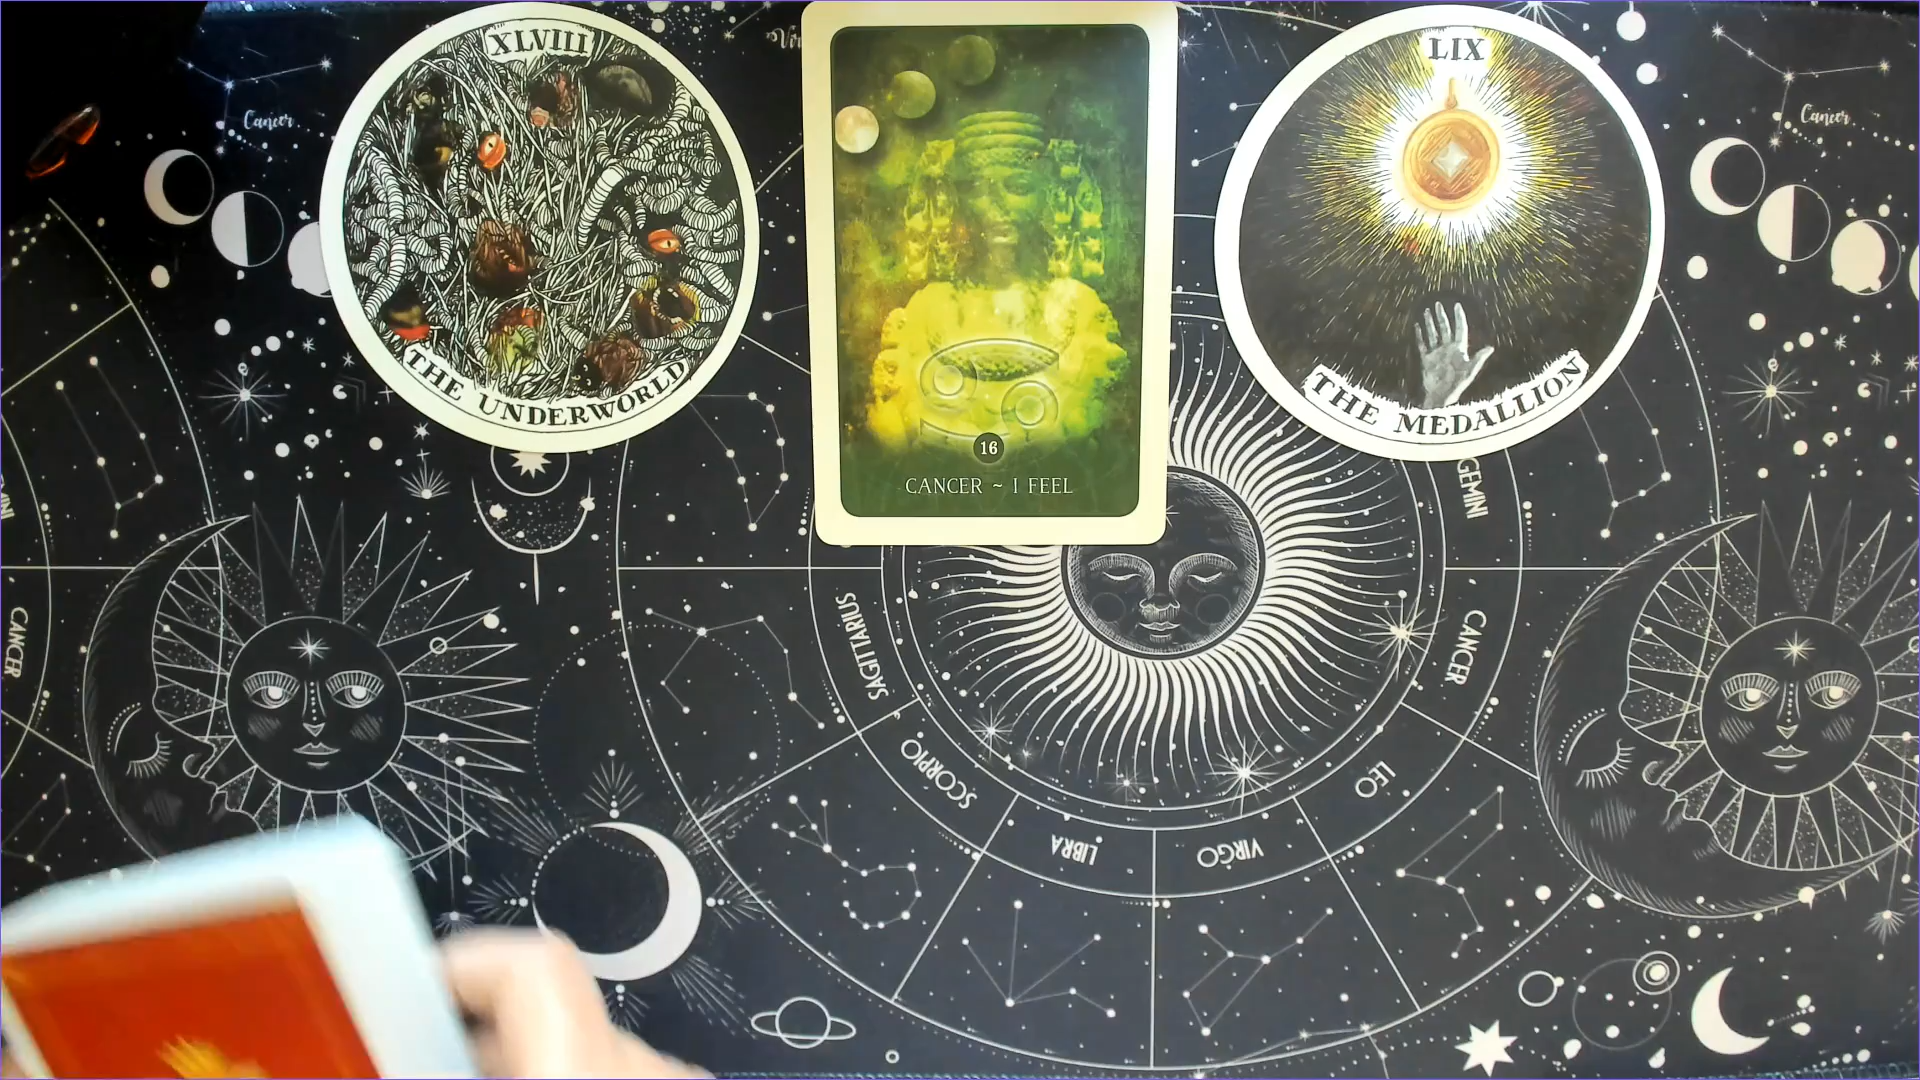 XLVIII
THE UNDERWORLD
16
CANCER ~ I FEEL
LIX
THE MEDALLION
Cancer
Cancer
GEMINI
CANCER
LEO
VIRGO
LIBRA
SCORPIO
SAGITTARIUS
CANCER